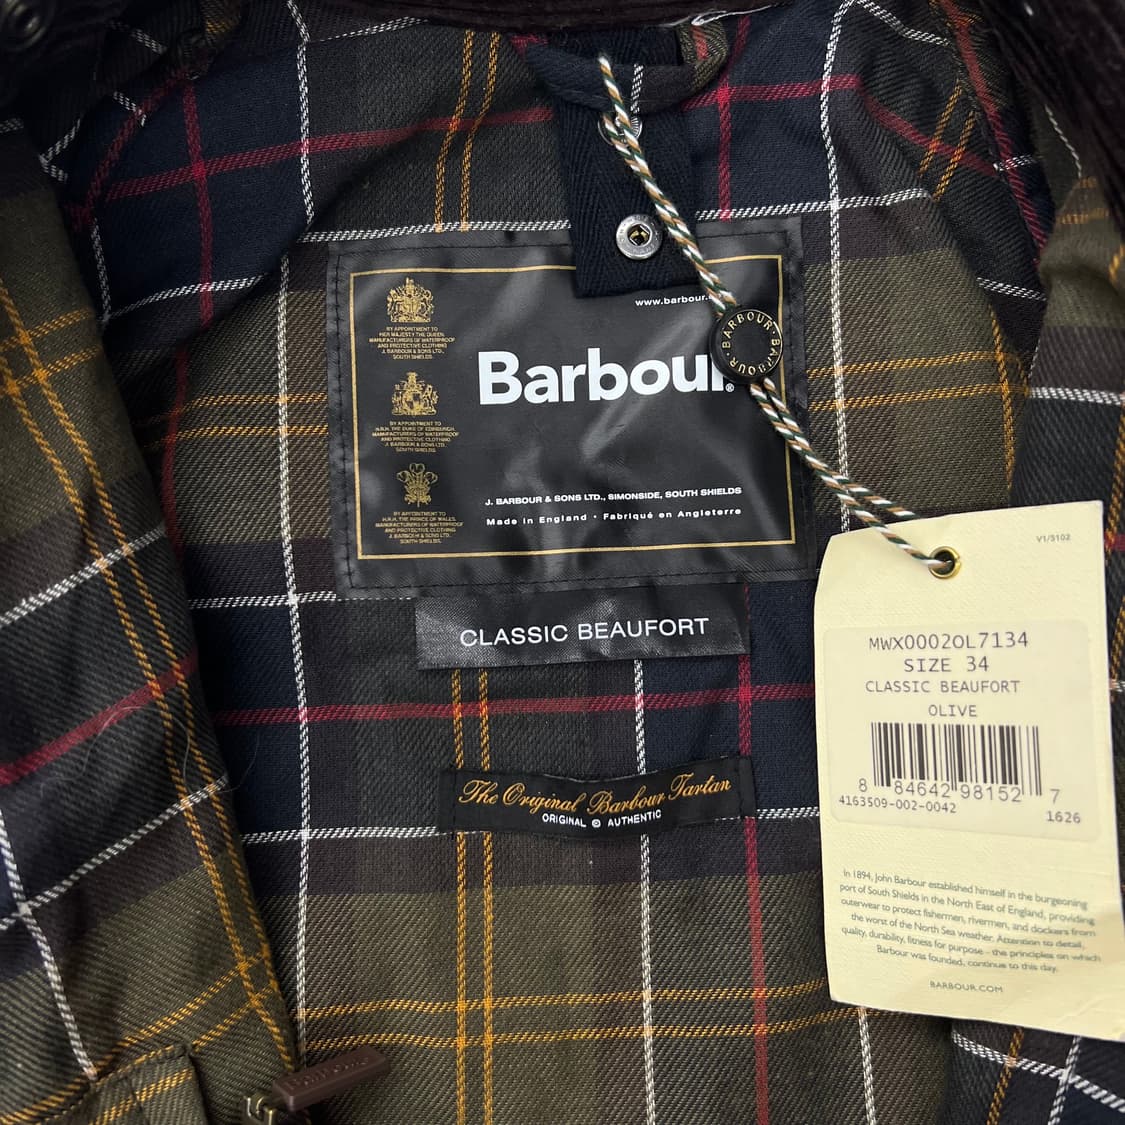 www.barbour.
Barbour®
BY APPOINTMENT TO
HER MAJESTY THE QUEEN,
MANUFACTURERS OF WATERPROOF
AND PROTECTIVE CLOTHING
J. BARBOUR & SONS LTD.,
SOUTH SHIELDS.
BY APPOINTMENT TO
H.R.H. THE DUKE OF EDINBURGH,
MANUFACTURERS OF WATERPROOF
AND PROTECTIVE CLOTHING
J. BARBOUR & SONS LTD.
SOUTH SHIELDS.
BY APPOINTMENT TO
H.R.H. THE PRINCE OF WALES,
MANUFACTURERS OF WATERPROOF
AND PROTECTIVE CLOTHING
J. BARBOUR & SONS LTD.,
SOUTH SHIELDS.
J. BARBOUR & SONS LTD., SIMONSIDE, SOUTH SHIELDS
Made in England · Fabriqué en Angleterre
BARBOUR · BARBOUR ·
CLASSIC BEAUFORT
The Original Barbour Tartan
ORIGINAL © AUTHENTIC
V1/3102
MWX0002OL7134
SIZE 34
CLASSIC BEAUFORT
OLIVE
8 84642 98152 7
4163509-002-0042
1626
In 1894, John Barbour established himself in the burgeoning
port of South Shields in the North East of England, providing
outerwear to protect fishermen, rivermen, and dockers from
the worst of the North Sea weather. Attention to detail,
quality, durability, fitness for purpose - the principles on which
Barbour was founded, continue to this day.
BARBOUR.COM
Barbour